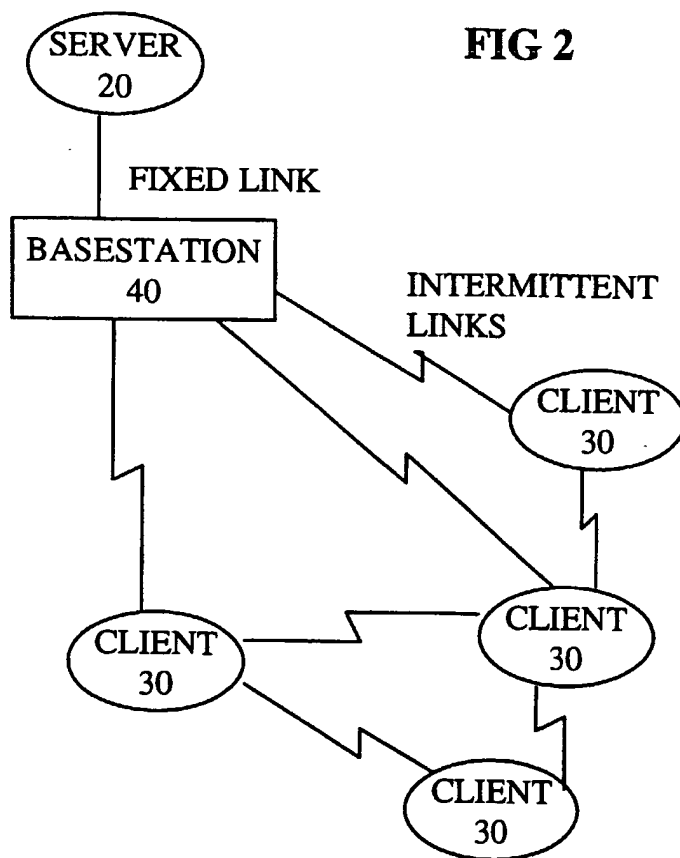 FIG 2
SERVER
20
FIXED LINK
BASESTATION
40
INTERMITTENT
LINKS
CLIENT
30
CLIENT
30
CLIENT
30
CLIENT
30